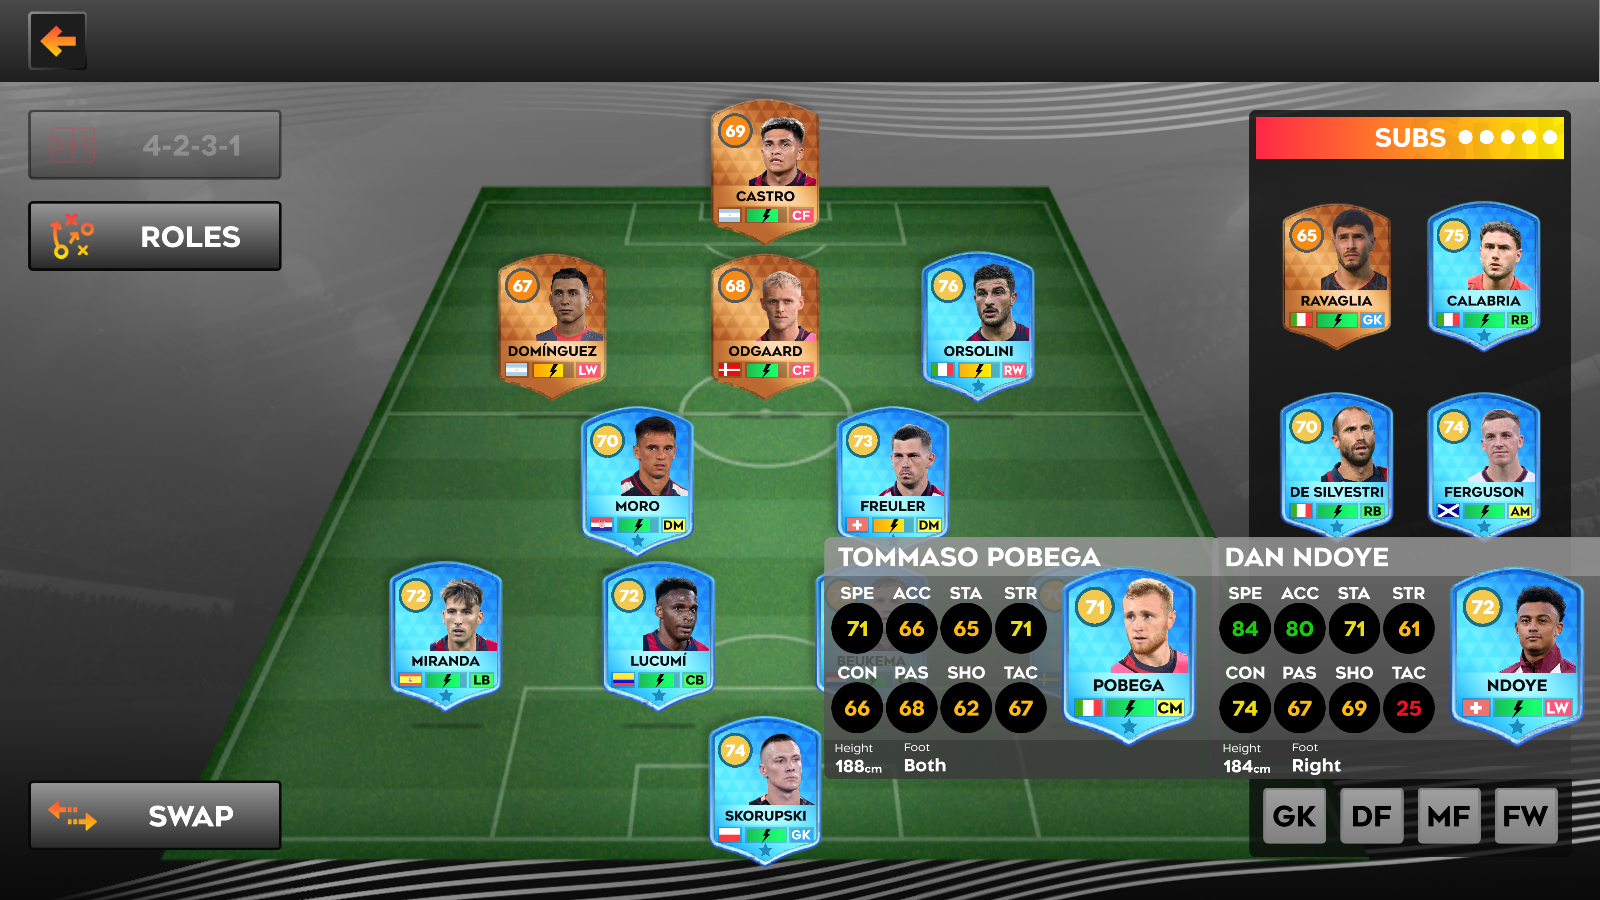 4-2-3-1
ROLES
SWAP
69
CASTRO
CF
67
DOMÍNGUEZ
LW
68
ODGAARD
CF
76
ORSOLINI
RW
70
MORO
DM
73
FREULER
DM
72
MIRANDA
LB
72
LUCUMÍ
CB
BEUKEMA
70
74
SKORUPSKI
GK
SUBS
65
RAVAGLIA
GK
75
CALABRIA
RB
70
DE SILVESTRI
RB
74
FERGUSON
AM
TOMMASO POBEGA
SPE ACC STA STR
71 66 65 71
CON PAS SHO TAC
66 68 62 67
Height Foot
188cm Both
71
POBEGA
CM
DAN NDOYE
SPE ACC STA STR
84 80 71 61
CON PAS SHO TAC
74 67 69 25
Height Foot
184cm Right
72
NDOYE
LW
GK DF MF FW